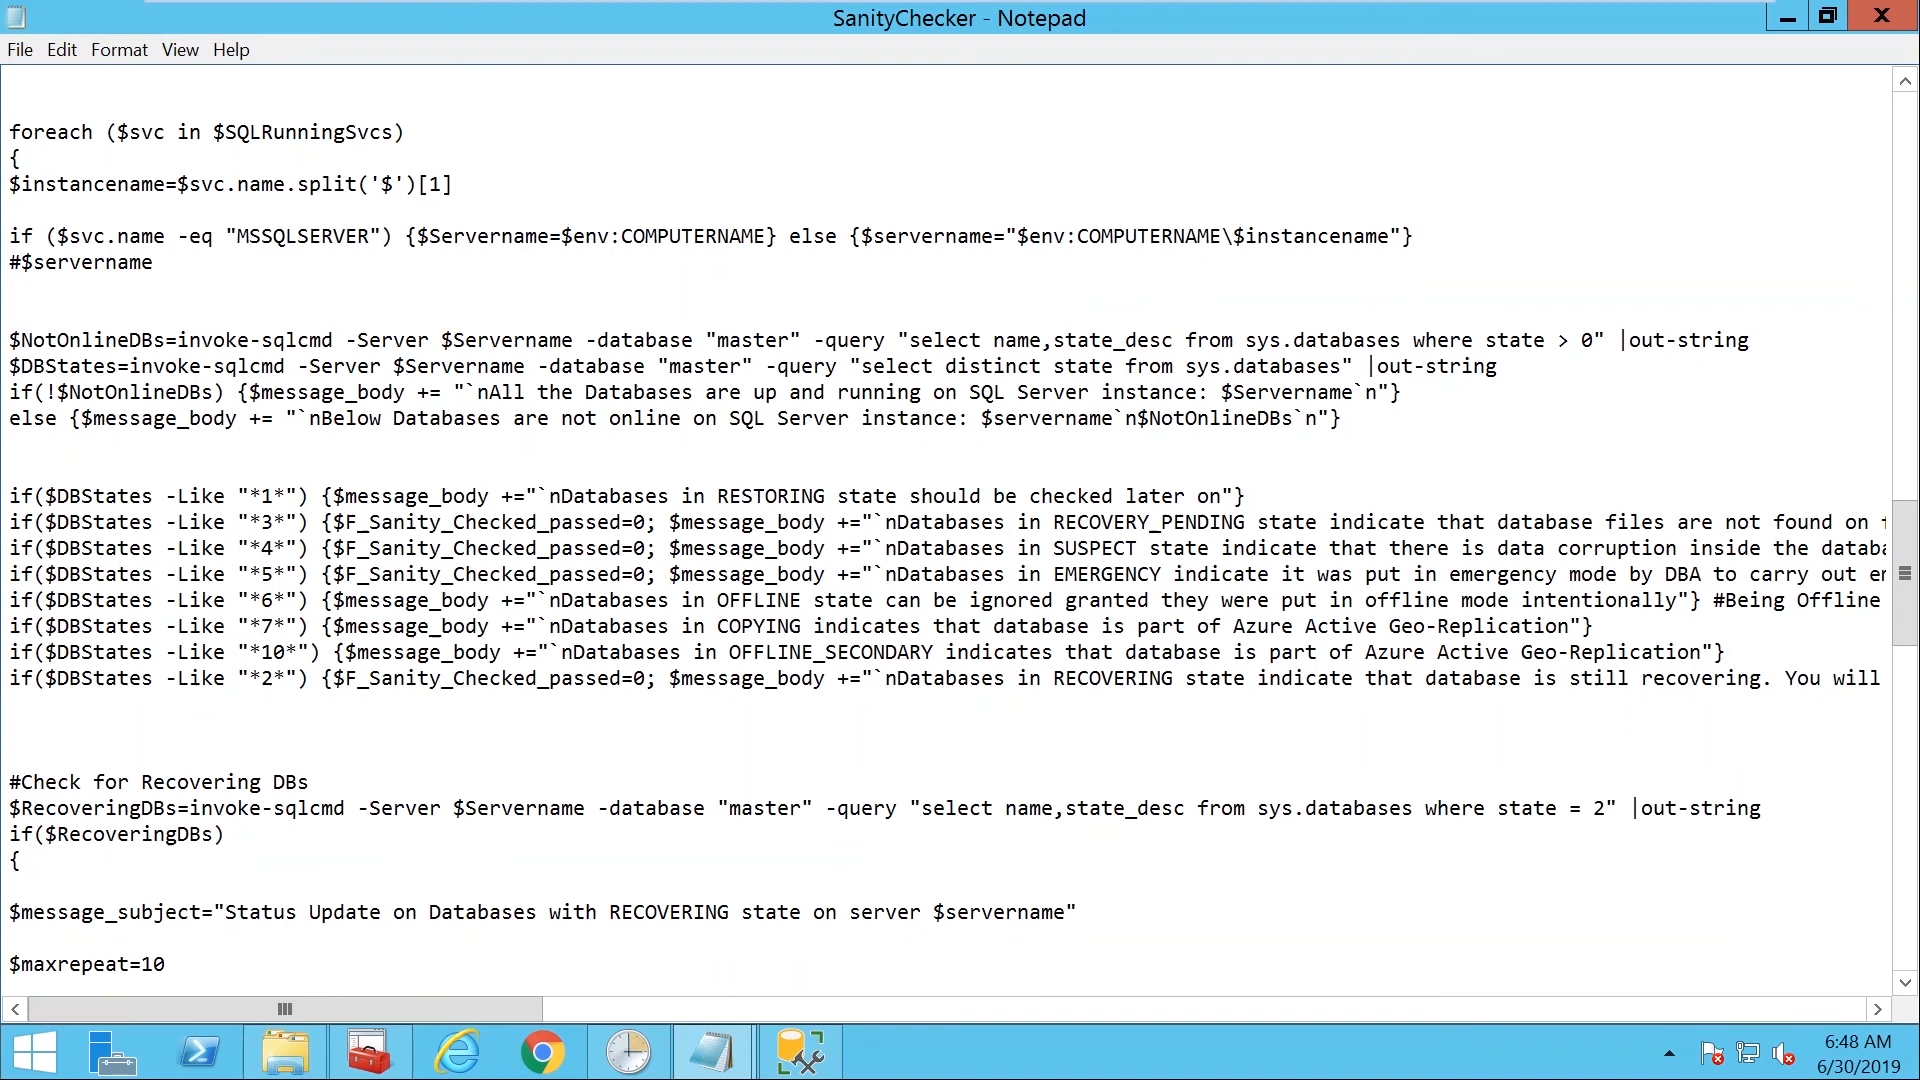 SanityChecker - Notepad
File Edit Format View Help
foreach ($svc in $SQLRunningSvcs)
{
$instancename=$svc.name.split('$')[1]
if ($svc.name -eq "MSSQLSERVER") {$Servername=$env:COMPUTERNAME} else {$servername="$env:COMPUTERNAME\$instancename"}
#$servername
$NotOnlineDBs=invoke-sqlcmd -Server $Servername -database "master" -query "select name,state_desc from sys.databases where state > 0" |out-string
$DBStates=invoke-sqlcmd -Server $Servername -database "master" -query "select distinct state from sys.databases" |out-string
if(!$NotOnlineDBs) {$message_body += "`nAll the Databases are up and running on SQL Server instance: $Servername`n"}
else {$message_body += "`nBelow Databases are not online on SQL Server instance: $servername`n$NotOnlineDBs`n"}
if($DBStates -Like "*1*") {$message_body +="`nDatabases in RESTORING state should be checked later on"}
if($DBStates -Like "*3*") {$F_Sanity_Checked_passed=0; $message_body +="`nDatabases in RECOVERY_PENDING state indicate that database files are not found on
if($DBStates -Like "*4*") {$F_Sanity_Checked_passed=0; $message_body +="`nDatabases in SUSPECT state indicate that there is data corruption inside the
if($DBStates -Like "*5*") {$F_Sanity_Checked_passed=0; $message_body +="`nDatabases in EMERGENCY indicate it was put in emergency mode by DBA to carry out
if($DBStates -Like "*6*") {$message_body +="`nDatabases in OFFLINE state can be ignored granted they were put in offline mode intentionally"} #Being Offline
if($DBStates -Like "*7*") {$message_body +="`nDatabases in COPYING indicates that database is part of Azure Active Geo-Replication"}
if($DBStates -Like "*10*") {$message_body +="`nDatabases in OFFLINE_SECONDARY indicates that database is part of Azure Active Geo-Replication"}
if($DBStates -Like "*2*") {$F_Sanity_Checked_passed=0; $message_body +="`nDatabases in RECOVERING state indicate that database is still recovering. You will
#Check for Recovering DBs
$RecoveringDBs=invoke-sqlcmd -Server $Servername -database "master" -query "select name,state_desc from sys.databases where state = 2" |out-string
if($RecoveringDBs)
{
$message_subject="Status Update on Databases with RECOVERING state on server $servername"
$maxrepeat=10
6:48 AM
6/30/2019